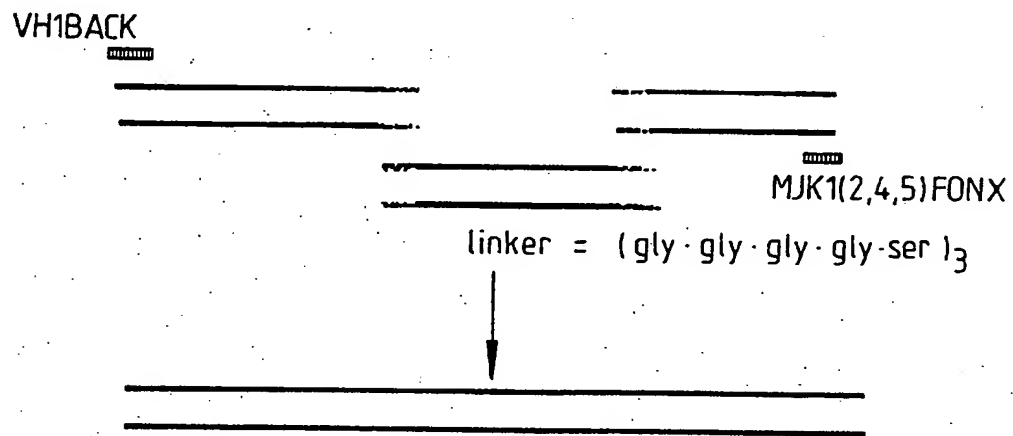 VH1BACK
MJK1(2,4,5)FONX
linker = (gly · gly · gly · gly-ser )3